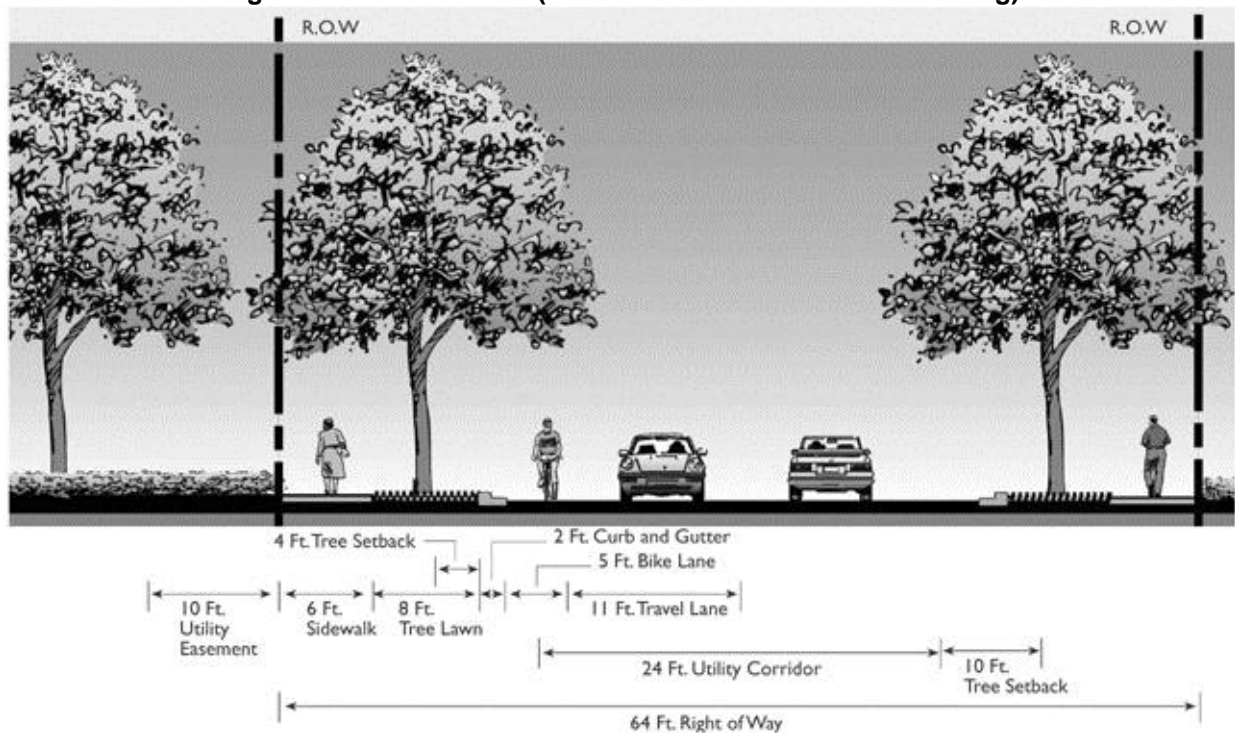 R.O.W
R.O.W
4 Ft. Tree Setback
2 Ft. Curb and Gutter
5 Ft. Bike Lane
10 Ft.
Utility
Easement
6 Ft.
Sidewalk
8 Ft.
Tree Lawn
11 Ft. Travel Lane
24 Ft. Utility Corridor
10 Ft.
Tree Setback
64 Ft. Right of Way